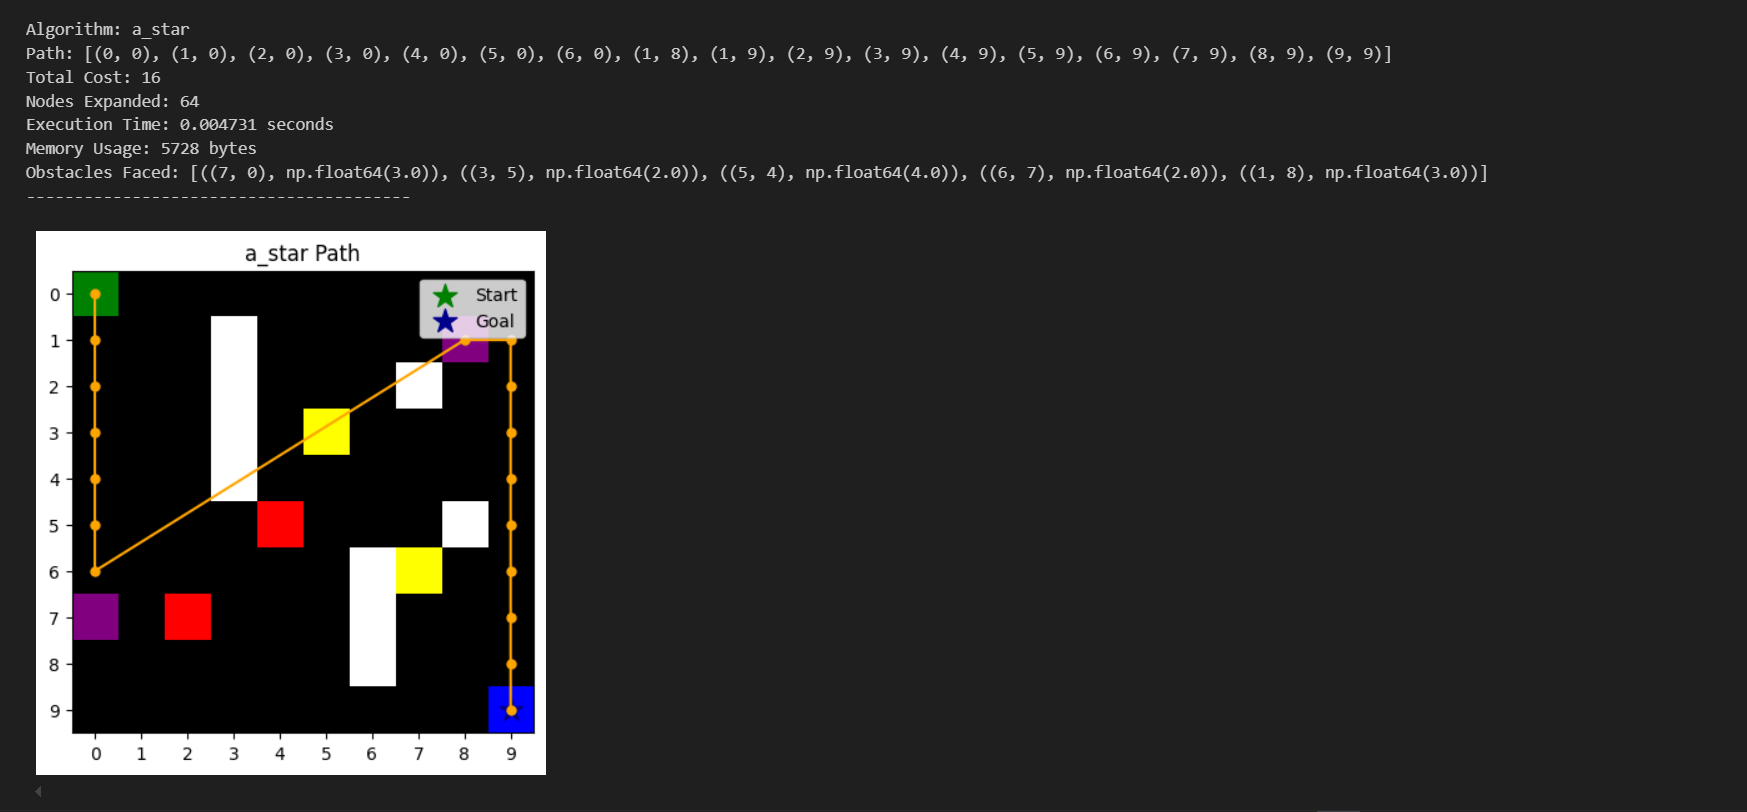 Algorithm: a_star
Path: [(0, 0), (1, 0), (2, 0), (3, 0), (4, 0), (5, 0), (6, 0), (1, 8), (1, 9), (2, 9), (3, 9), (4, 9), (5, 9), (6, 9), (7, 9), (8, 9), (9, 9)]
Total Cost: 16
Nodes Expanded: 64
Execution Time: 0.004731 seconds
Memory Usage: 5728 bytes
Obstacles Faced: [((7, 0), np.float64(3.0)), ((3, 5), np.float64(2.0)), ((5, 4), np.float64(4.0)), ((6, 7), np.float64(2.0)), ((1, 8), np.float64(3.0))]
----------------------------------------
a_star Path
Start
Goal
0
1
2
3
4
5
6
7
8
9
0 1 2 3 4 5 6 7 8 9